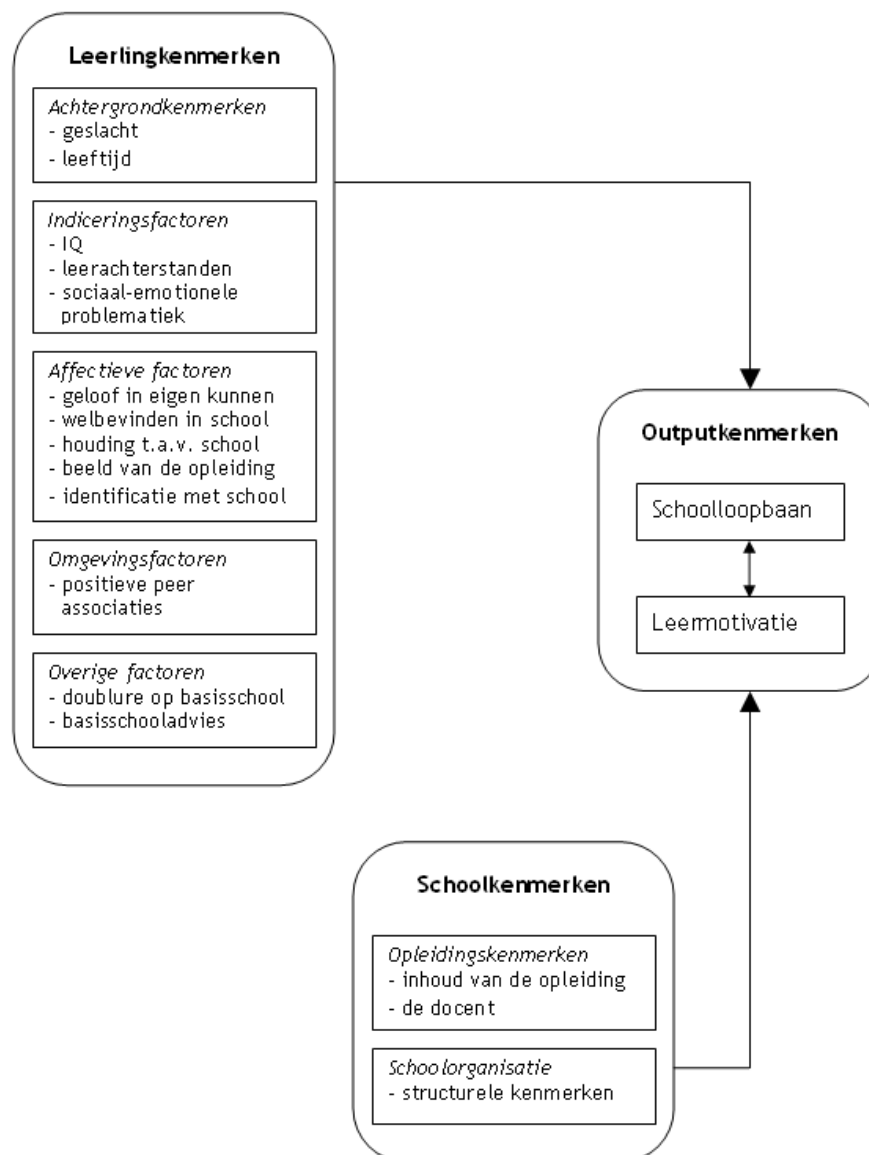 Leerlingkenmerken
Achtergrondkenmerken
- geslacht
- leeftijd
Indiceringsfactoren
- IQ
- leerachterstanden
- sociaal-emotionele
problematiek
Affectieve factoren
- geloof in eigen kunnen
- welbevinden in school
- houding t.a.v. school
- beeld van de opleiding
- identificatie met school
Omgevingsfactoren
- positieve peer
associaties
Overige factoren
- doublure op basisschool
- basisschooladvies
Outputkenmerken
Schoolloopbaan
Leermotivatie
Schoolkenmerken
Opleidingskenmerken
- inhoud van de opleiding
- de docent
Schoolorganisatie
- structurele kenmerken